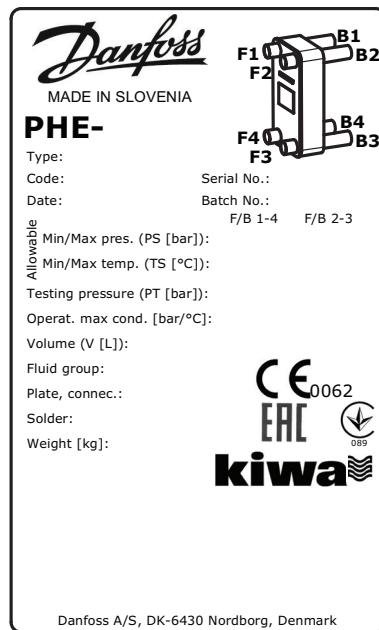 Danfoss
MADE IN SLOVENIA
F1
F2
F4
F3
B1
B2
B4
B3
PHE-
Type:
Code:
Serial No.:
Date:
Batch No.:
F/B 1-4 F/B 2-3
Allowable
Min/Max pres. (PS [bar]):
Min/Max temp. (TS [°C]):
Testing pressure (PT [bar]):
Operat. max cond. [bar/°C]:
Volume (V [L]):
Fluid group:
Plate, connec.:
Solder:
Weight [kg]:
CE 0062
EAC
089
kiwa
Danfoss A/S, DK-6430 Nordborg, Denmark